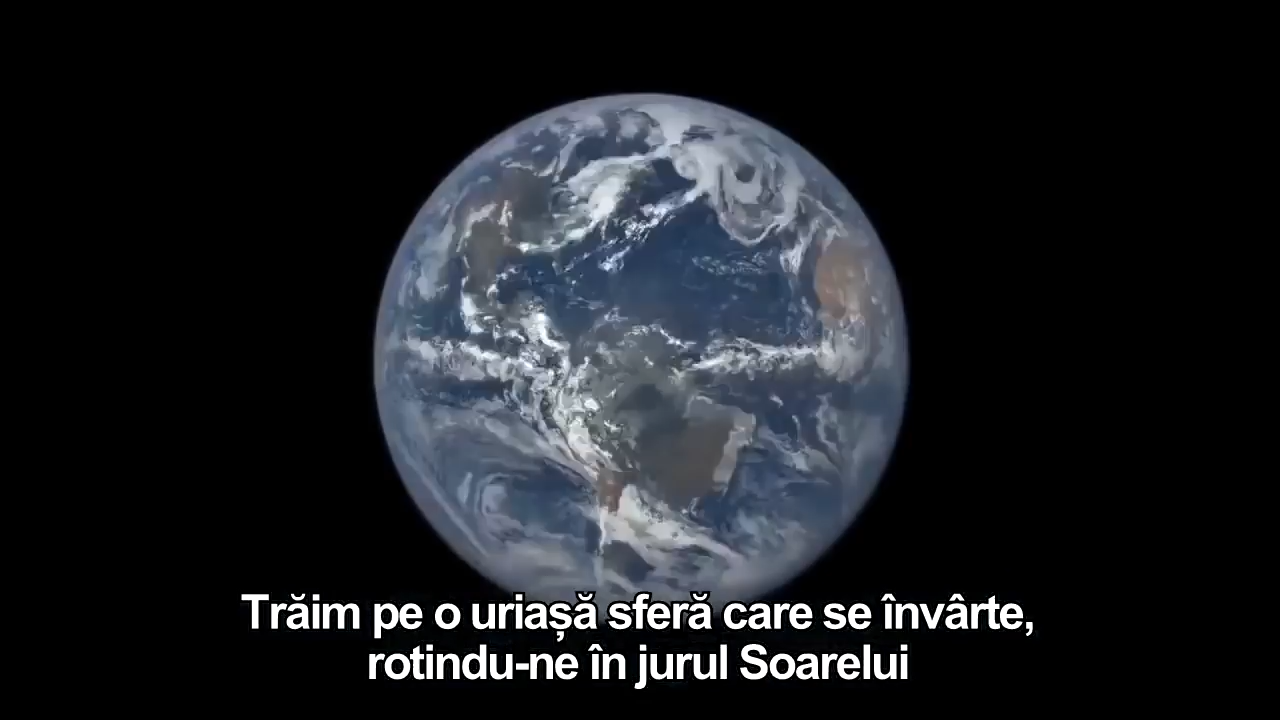 Trăim pe o uriașă sferă care se învârte,
rotindu-ne în jurul Soarelui